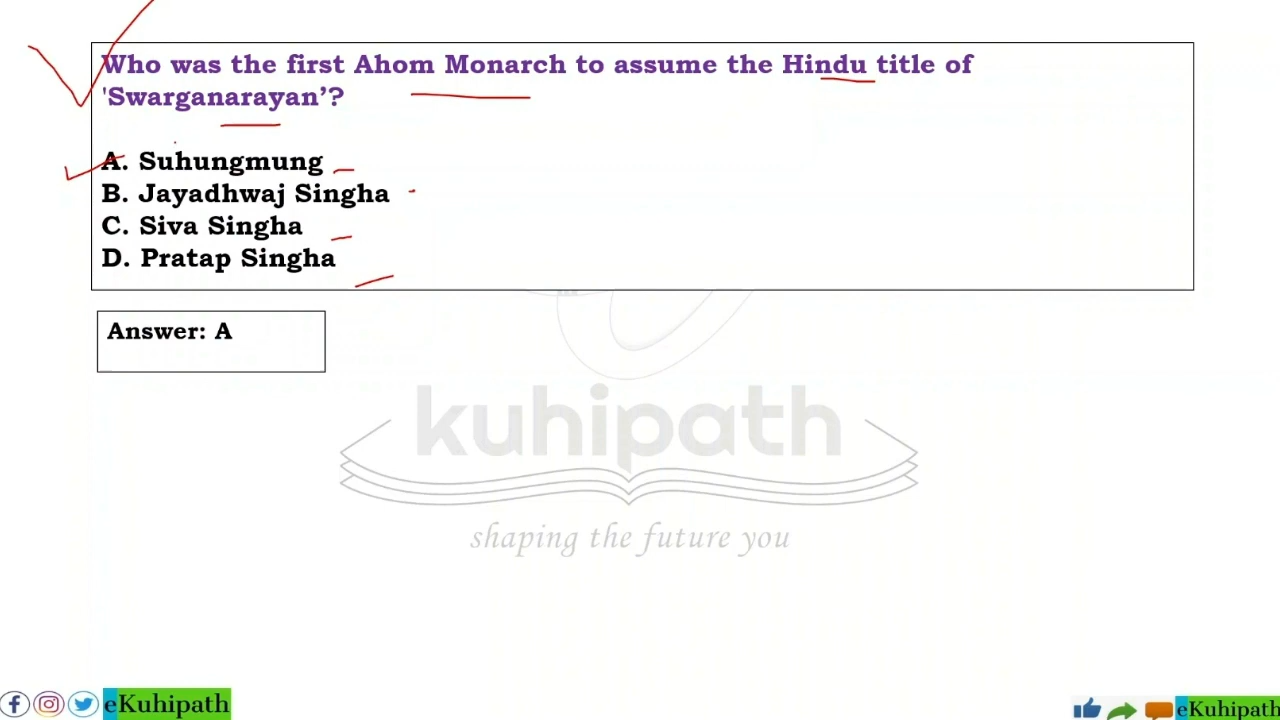 Who was the first Ahom Monarch to assume the Hindu title of
'Swarganarayan’?
A. Suhungmung
B. Jayadhwaj Singha
C. Siva Singha
D. Pratap Singha
Answer: A
kuhipath
shaping the future you
eKuhipath
eKuhipath